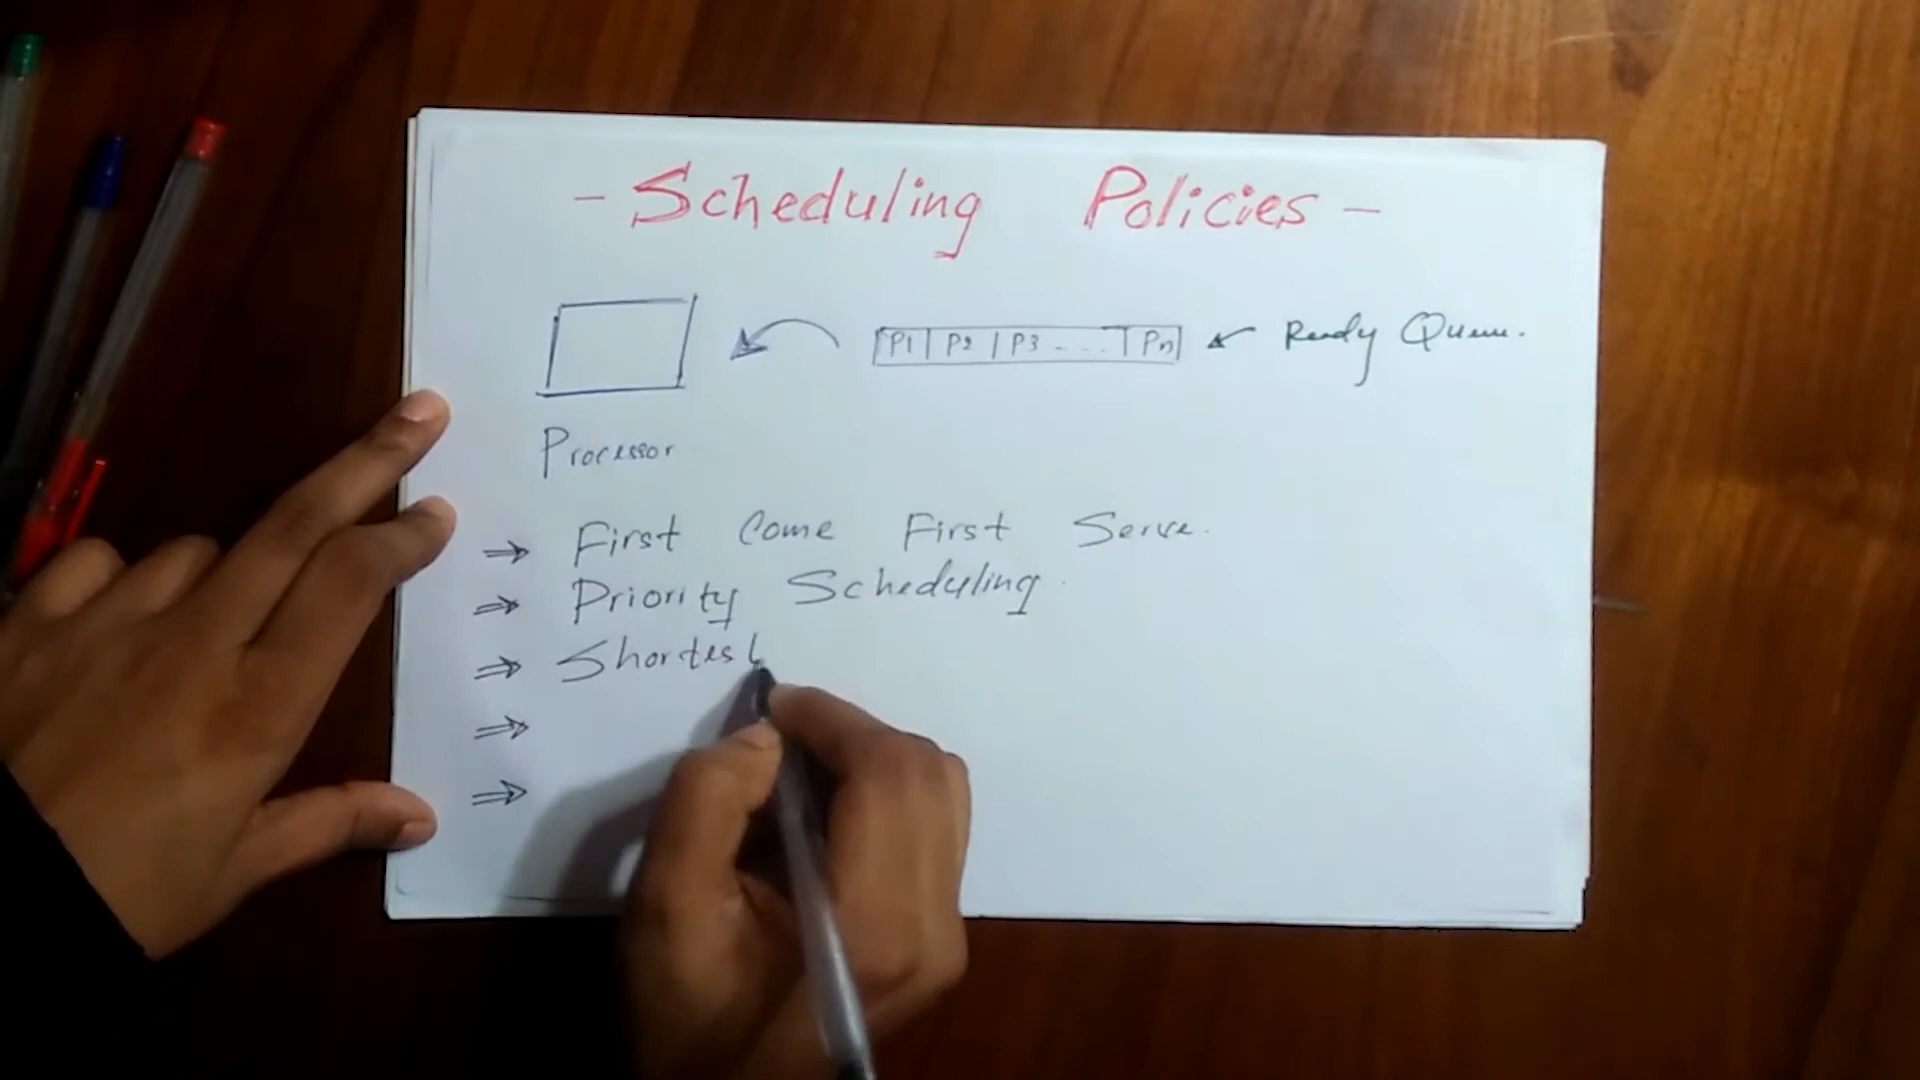 - Scheduling Policies -
P1 P2 P3 - - - - Pn Ready Queue.
Processor
⇒ First Come First Serve.
⇒ Priority Scheduling.
⇒ Shortest
⇒
⇒